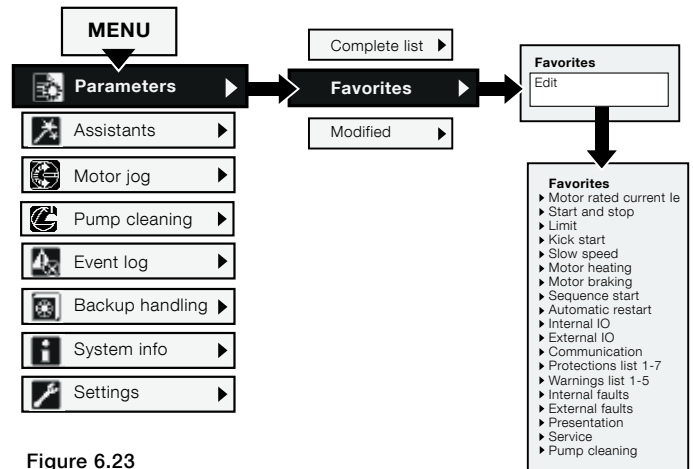 MENU
Parameters
Assistants
Motor jog
Pump cleaning
Event log
Backup handling
System info
Settings
Complete list
Favorites
Modified
Favorites
Edit
Favorites
Motor rated current le
Start and stop
Limit
Kick start
Slow speed
Motor heating
Motor braking
Sequence start
Automatic restart
Internal IO
External IO
Communication
Protections list 1-7
Warnings list 1-5
Internal faults
External faults
Presentation
Service
Pump cleaning
Figure 6.23